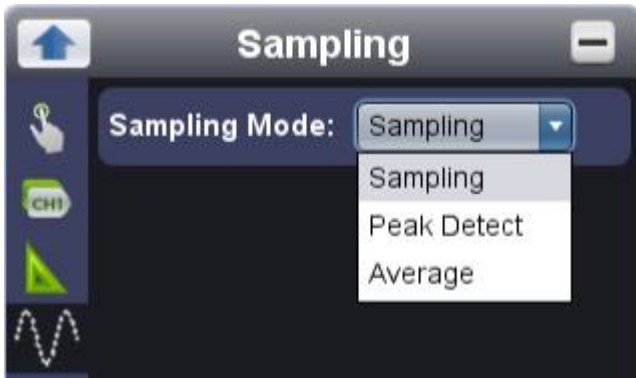 Sampling
Sampling Mode: Sampling
CH1
Sampling
Peak Detect
Average